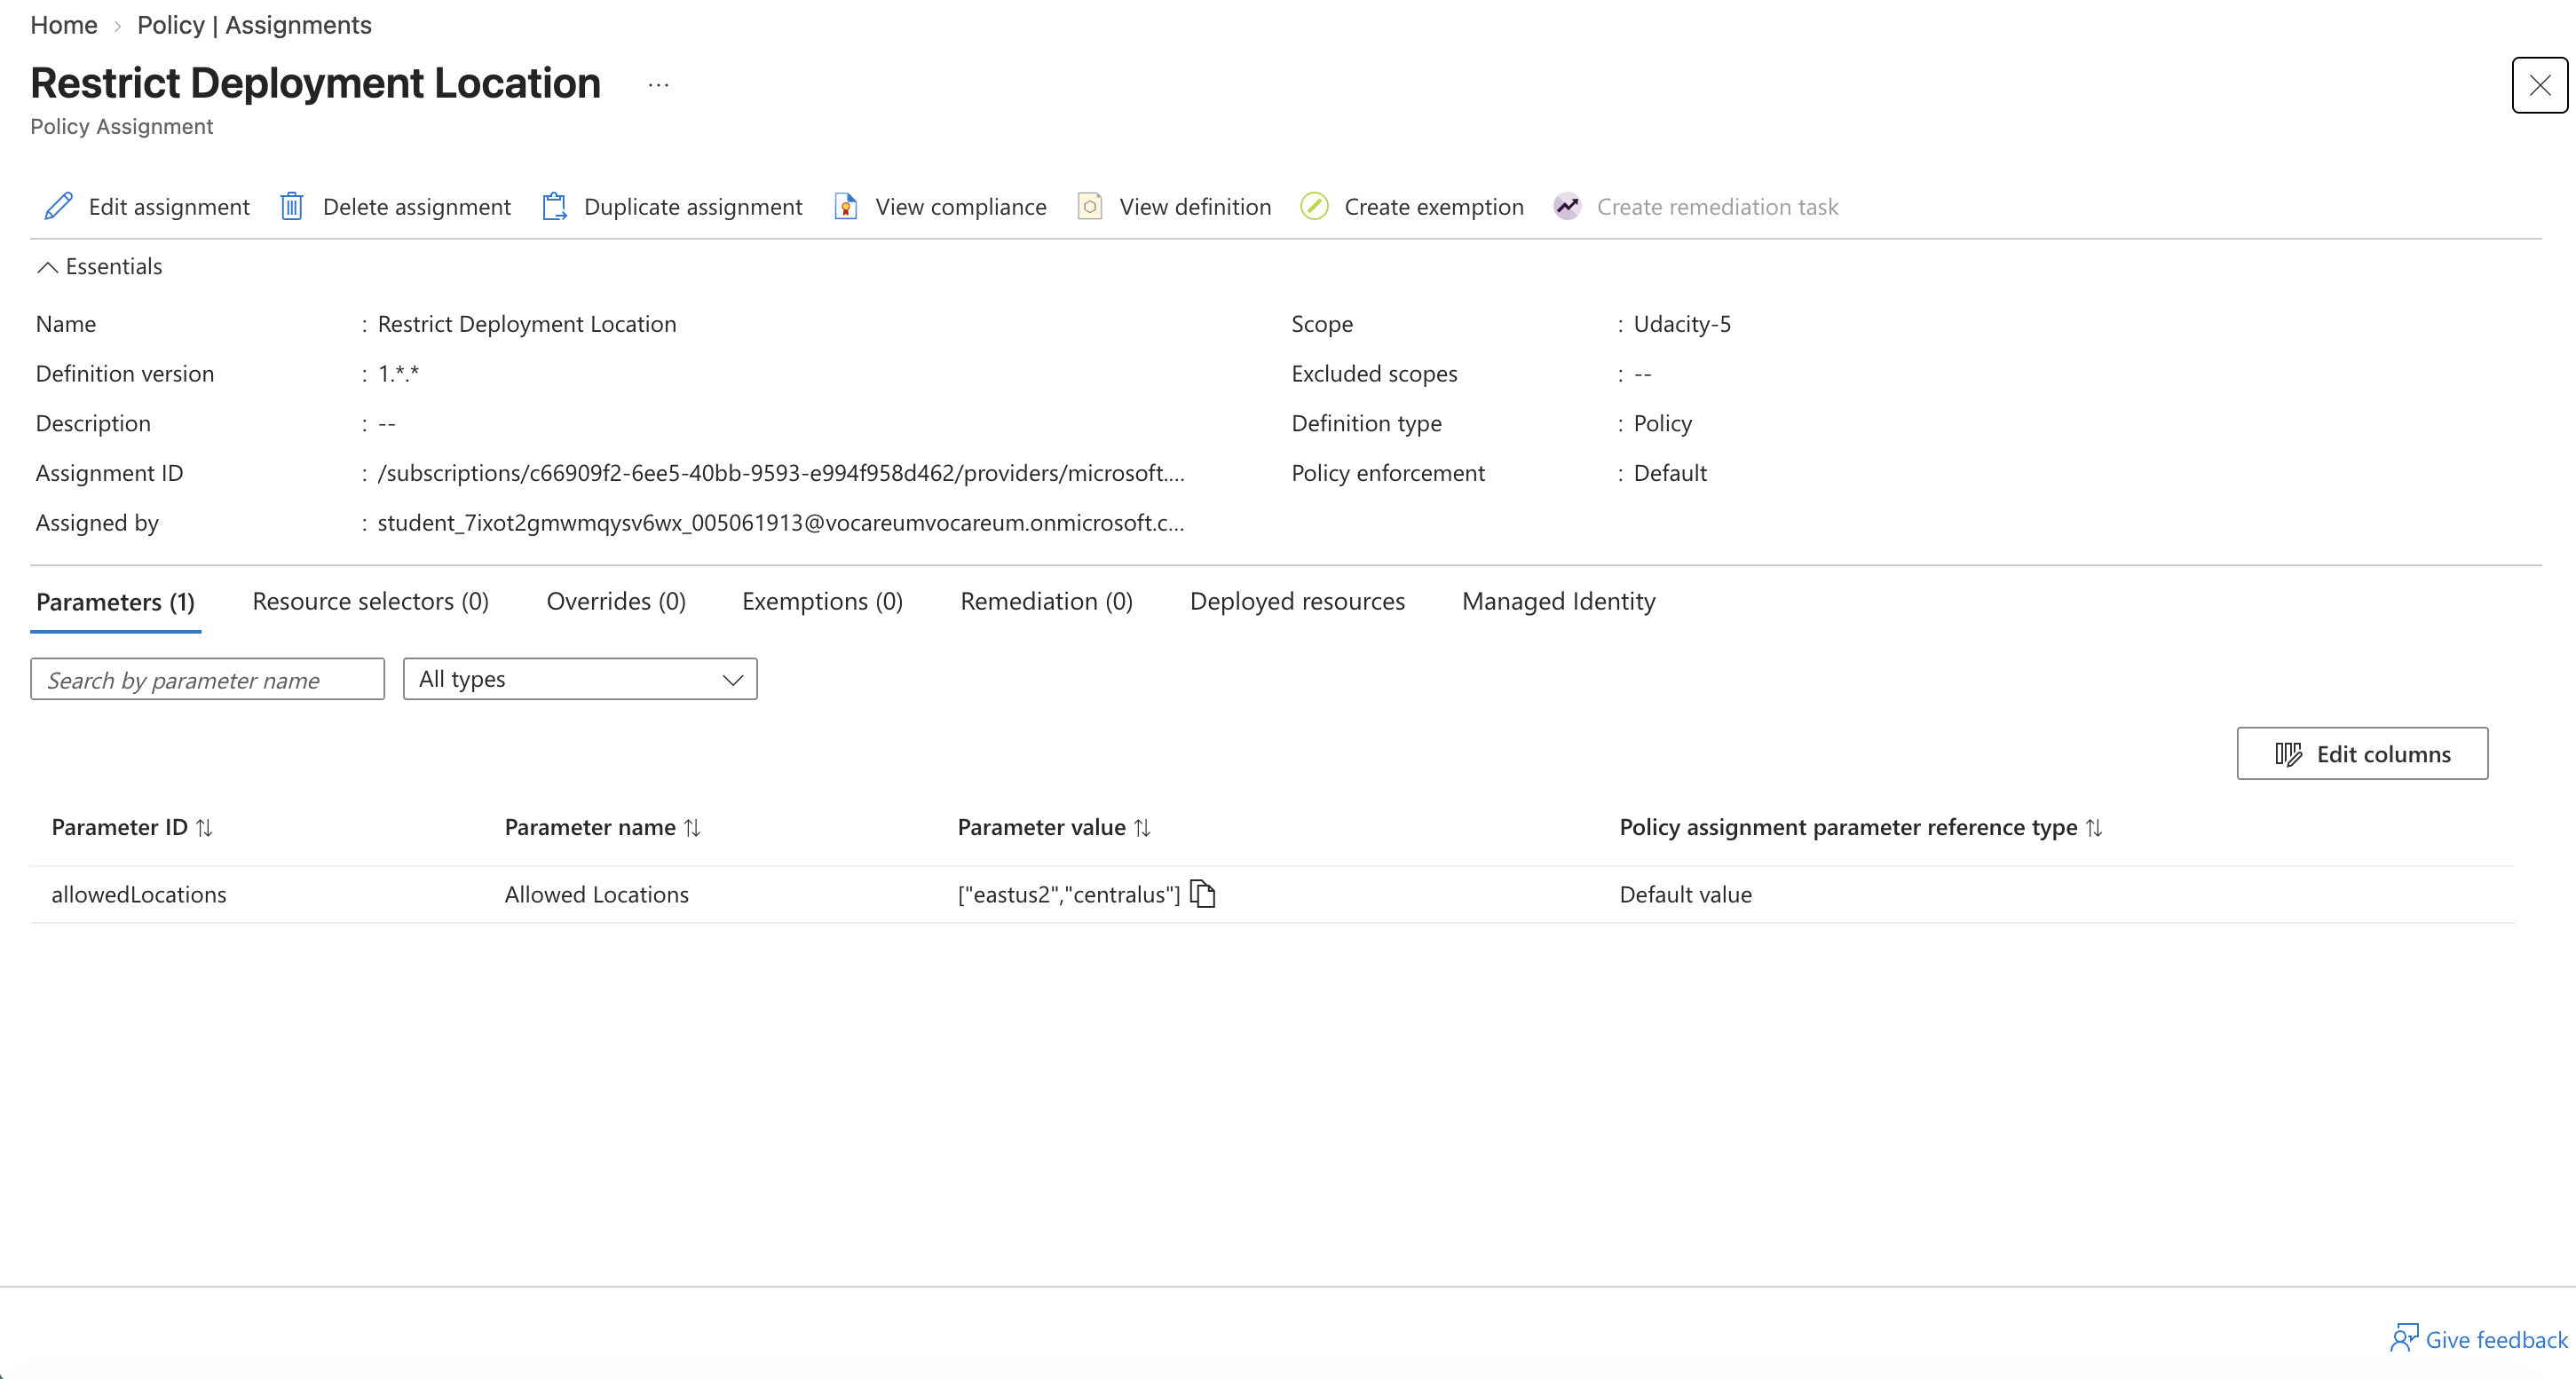 Home > Policy | Assignments
Restrict Deployment Location ...
Policy Assignment
Edit assignment Delete assignment Duplicate assignment View compliance View definition Create exemption Create remediation task
Essentials
Name : Restrict Deployment Location Scope : Udacity-5
Definition version : 1.*.* Excluded scopes : --
Description : -- Definition type : Policy
Assignment ID : /subscriptions/c66909f2-6ee5-40bb-9593-e994f958d462/providers/microsoft.... Policy enforcement : Default
Assigned by : student_7ixot2gmwmqysv6wx_005061913@vocareumvocareum.onmicrosoft.c...
Parameters (1) Resource selectors (0) Overrides (0) Exemptions (0) Remediation (0) Deployed resources Managed Identity
Search by parameter name All types
Edit columns
Parameter ID Parameter name Parameter value Policy assignment parameter reference type
allowedLocations Allowed Locations ["eastus2","centralus"] Default value
Give feedback